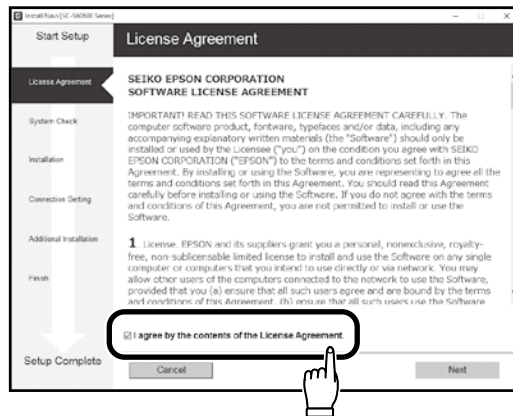 Install Navi [SC-S60600 Series]
Start Setup
License Agreement
License Agreement
System Check
Installation
Connection Setting
Additional Installation
Finish
Setup Complete
SEIKO EPSON CORPORATION
SOFTWARE LICENSE AGREEMENT
IMPORTANT! READ THIS SOFTWARE LICENSE AGREEMENT CAREFULLY. The
computer software product, fontware, typefaces and/or data, including any
accompanying explanatory written materials (the "Software") should only be
installed or used by the Licensee ("you") on the condition you agree with SEIKO
EPSON CORPORATION ("EPSON") to the terms and conditions set forth in this
Agreement. By installing or using the Software, you are representing to agree all the
terms and conditions set forth in this Agreement. You should read this Agreement
carefully before installing or using the Software. If you do not agree with the terms
and conditions of this Agreement, you are not permitted to install or use the
Software.
1. License. EPSON and its suppliers grant you a personal, nonexclusive, royalty-
free, non-sublicensable limited license to install and use the Software on any single
computer or computers that you intend to use directly or via network. You may
allow other users of the computers connected to the network to use the Software,
provided that you (a) ensure that all such users agree and are bound by the terms
and conditions of this Agreement, (b) ensure that all such users use the Software
I agree by the contents of the License Agreement.
Cancel
Next